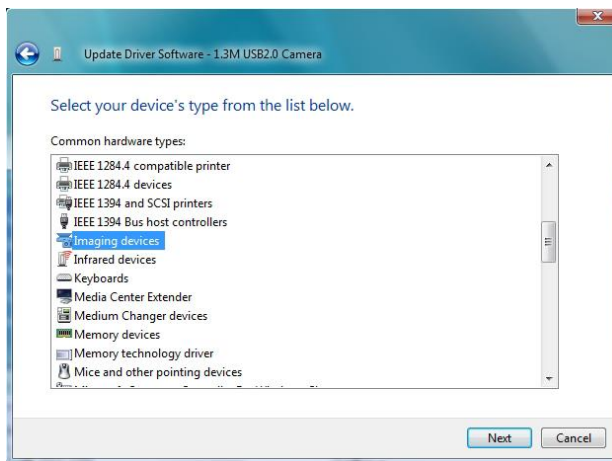 Update Driver Software - 1.3M USB2.0 Camera
Select your device's type from the list below.
Common hardware types:
IEEE 1284.4 compatible printer
IEEE 1284.4 devices
IEEE 1394 and SCSI printers
IEEE 1394 Bus host controllers
Imaging devices
Infrared devices
Keyboards
Media Center Extender
Medium Changer devices
Memory devices
Memory technology driver
Mice and other pointing devices
Next
Cancel